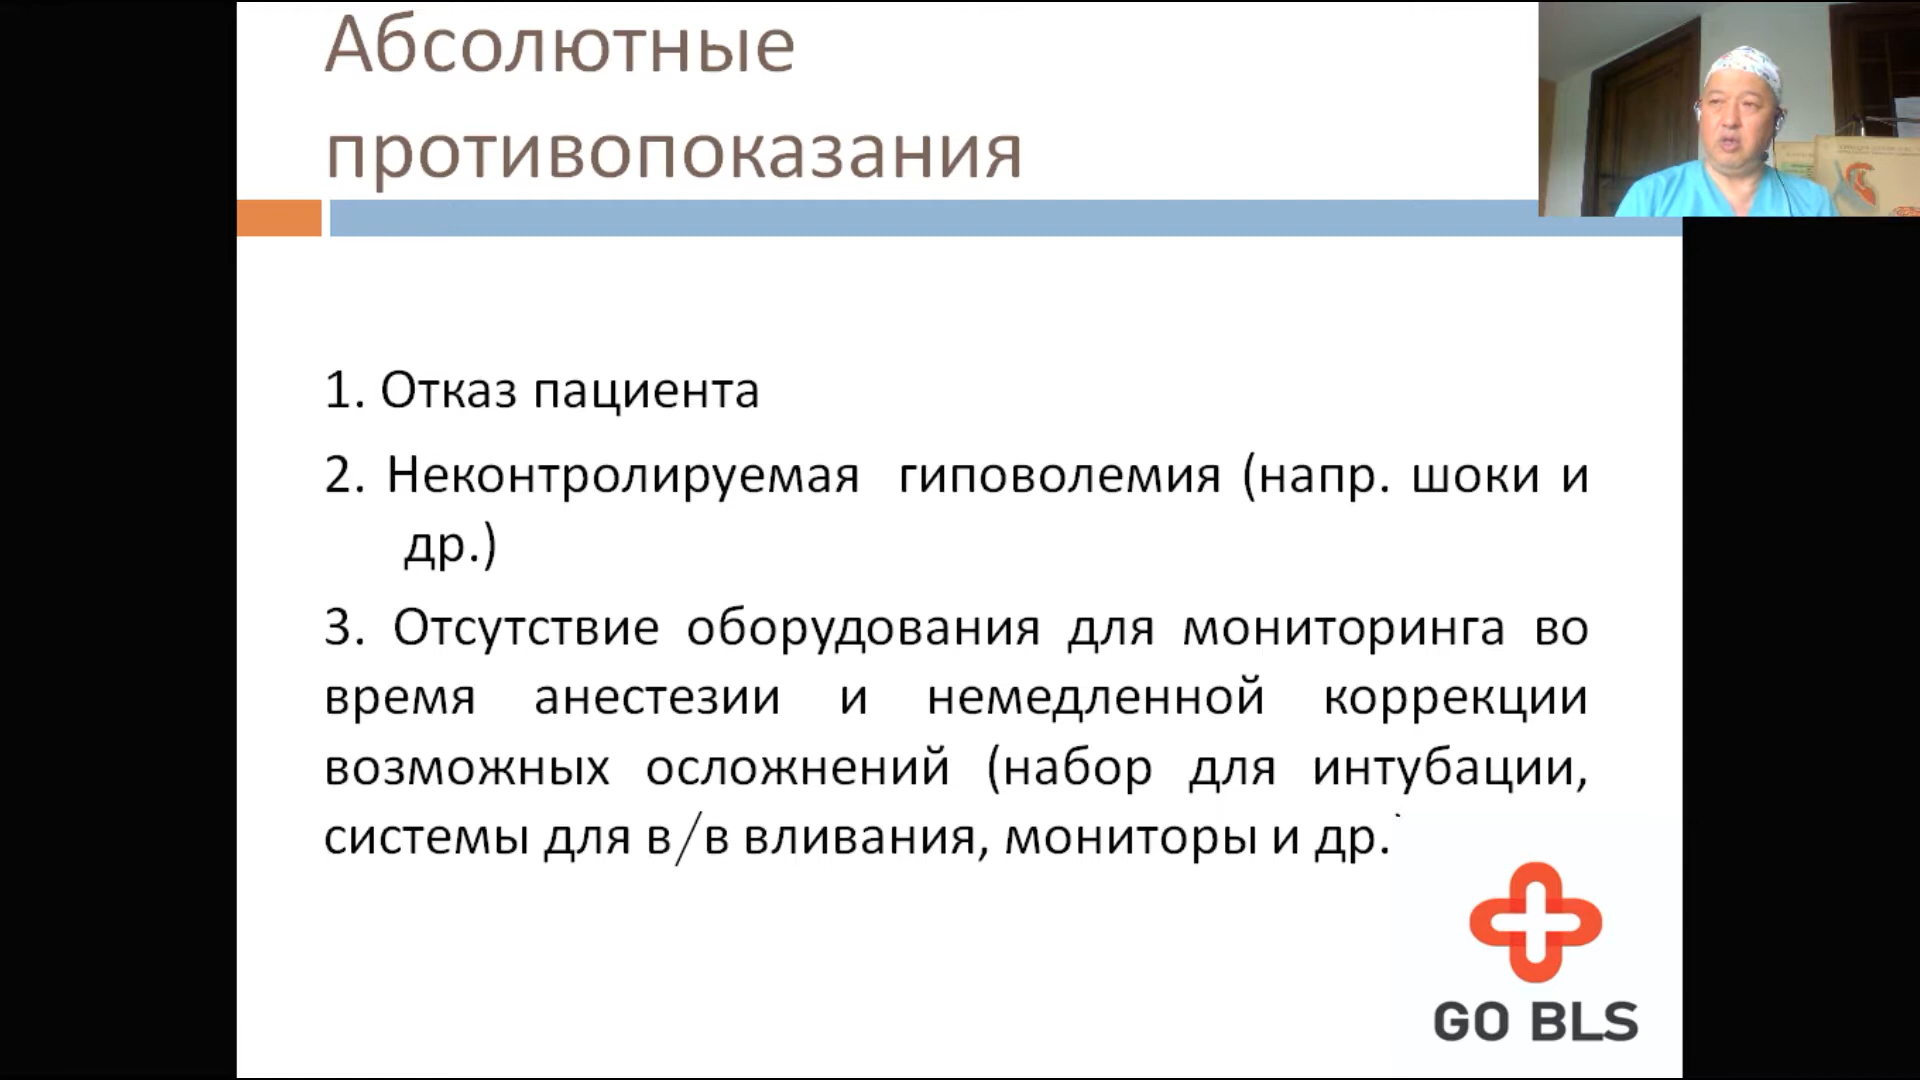 Абсолютные
противопоказания
1. Отказ пациента
2. Неконтролируемая гиповолемия (напр. шоки и
др.)
3. Отсутствие оборудования для мониторинга во
время анестезии и немедленной коррекции
возможных осложнений (набор для интубации,
системы для в/в вливания, мониторы и др.
GO BLS